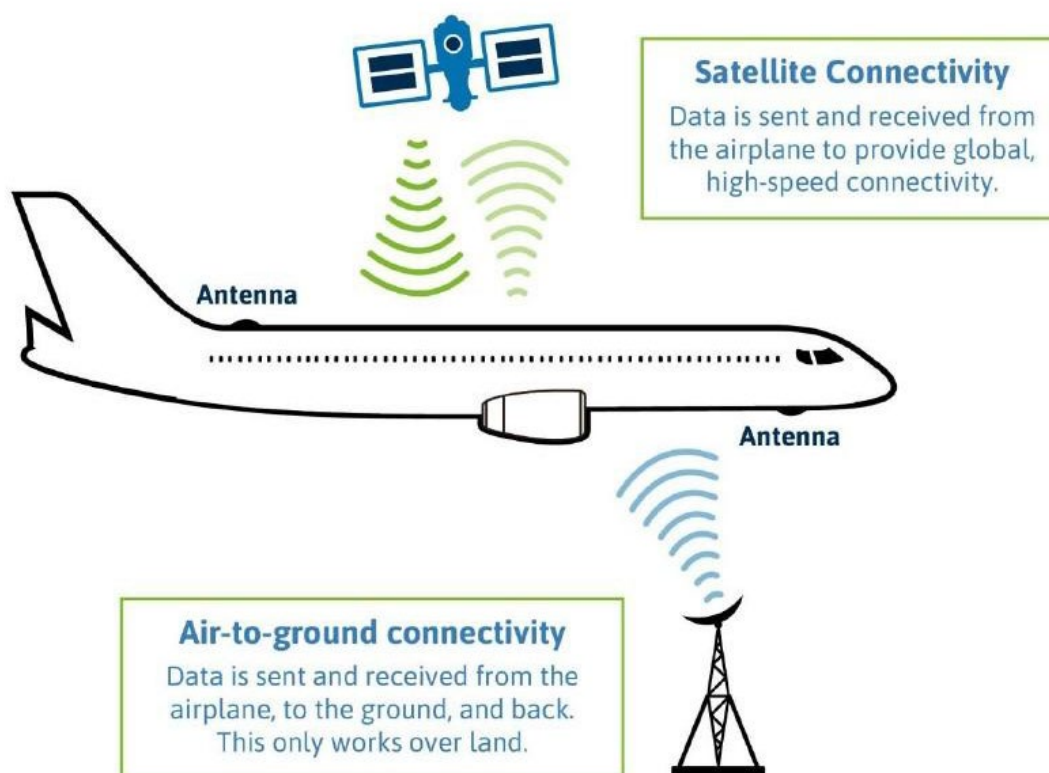 Satellite Connectivity
Data is sent and received from
the airplane to provide global,
high-speed connectivity.
Antenna
Antenna
Air-to-ground connectivity
Data is sent and received from the
airplane, to the ground, and back.
This only works over land.